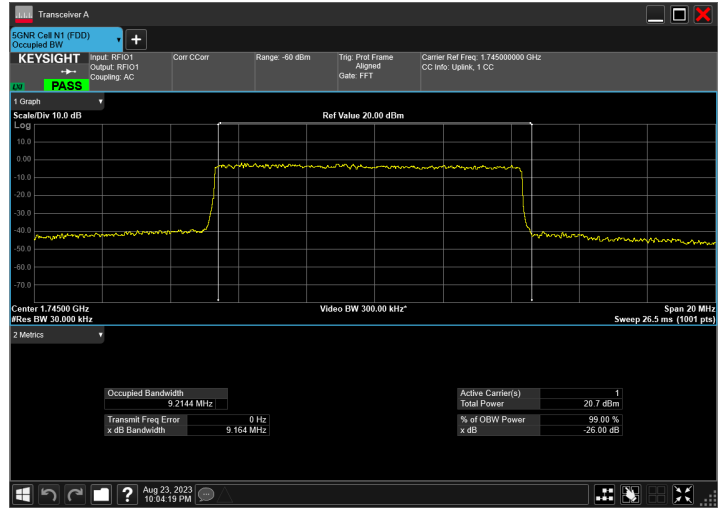 Transceiver A
5GNR Cell N1 (FDD)
Occupied BW
KEYSIGHT
LXI
PASS
Input: RFIO1
Output: RFIO1
Coupling: AC
Corr CCorr
Range: -60 dBm
Trig: Prot Frame
Aligned
Gate: FFT
Carrier Ref Freq: 1.745000000 GHz
CC Info: Uplink, 1 CC
1 Graph
Scale/Div 10.0 dB
Ref Value 20.00 dBm
Log
10.0
0.00
-10.0
-20.0
-30.0
-40.0
-50.0
-60.0
-70.0
Center 1.74500 GHz
Video BW 300.00 kHz*
Span 20 MHz
#Res BW 30.000 kHz
Sweep 26.5 ms (1001 pts)
2 Metrics
Occupied Bandwidth
9.2144 MHz
Transmit Freq Error 0 Hz
x dB Bandwidth 9.164 MHz
Active Carrier(s) 1
Total Power 20.7 dBm
% of OBW Power 99.00 %
x dB -26.00 dB
Aug 23, 2023
10:04:19 PM